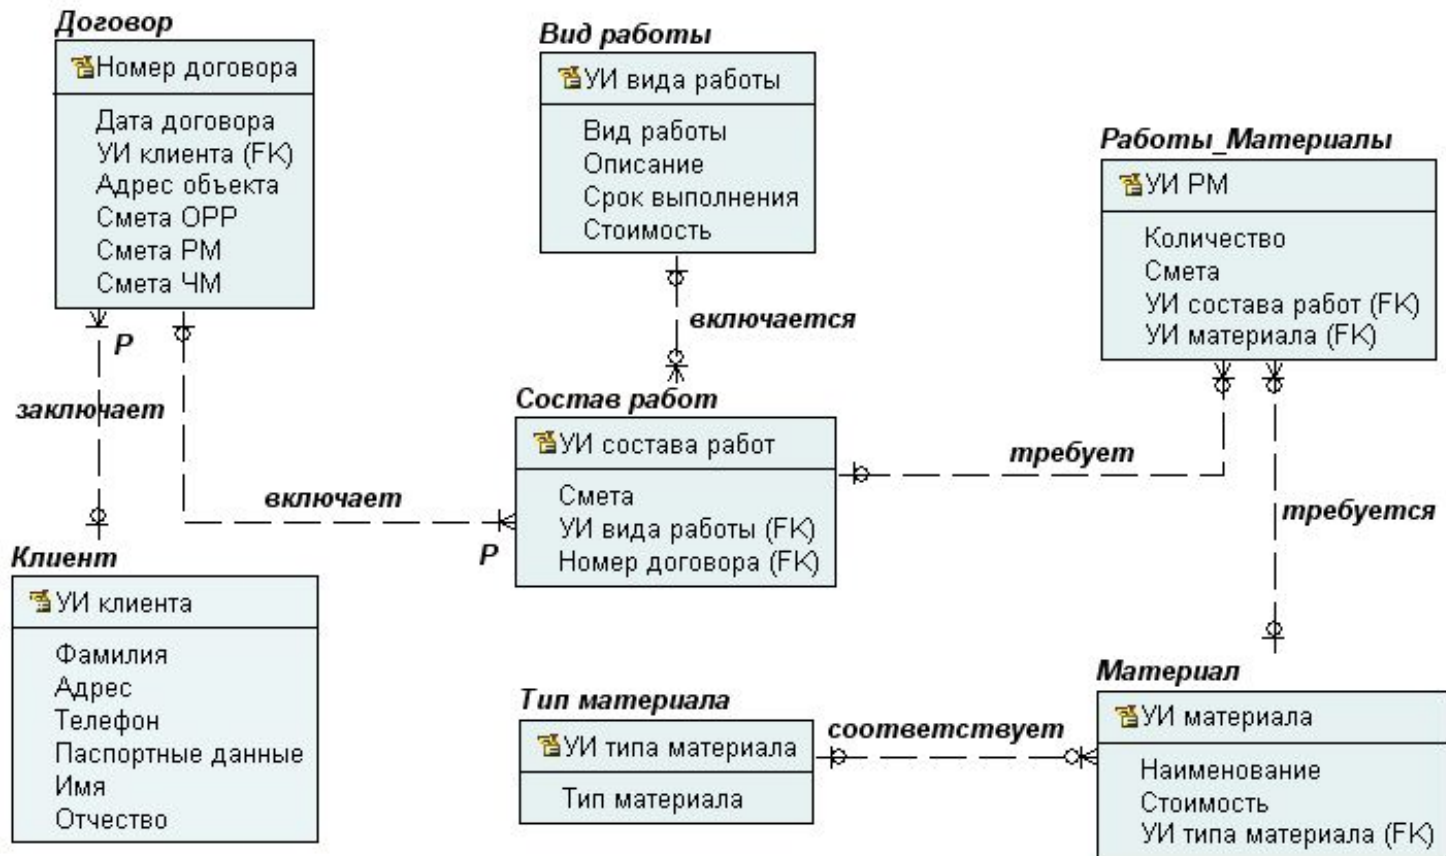 Договор
Номер договора
Дата договора
УИ клиента (FK)
Адрес объекта
Смета ОРР
Смета РМ
Смета ЧМ
Вид работы
УИ вида работы
Вид работы
Описание
Срок выполнения
Стоимость
Работы_Материалы
УИ РМ
Количество
Смета
УИ состава работ (FK)
УИ материала (FK)
P
заключает
включается
включает
P
Состав работ
УИ состава работ
Смета
УИ вида работы (FK)
Номер договора (FK)
требует
требуется
Клиент
УИ клиента
Фамилия
Адрес
Телефон
Паспортные данные
Имя
Отчество
Тип материала
УИ типа материала
Тип материала
соответствует
Материал
УИ материала
Наименование
Стоимость
УИ типа материала (FK)